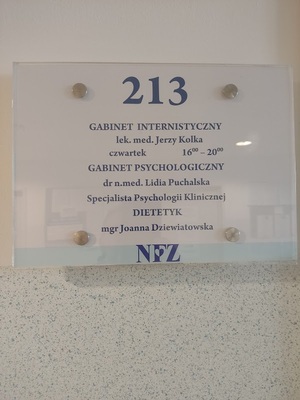 213
GABINET INTERNISTYCZNY
lek. med. Jerzy Kolka
czwartek 16⁰⁰ – 20⁰⁰
GABINET PSYCHOLOGICZNY
dr n.med. Lidia Puchalska
Specjalista Psychologii Klinicznej
DIETETYK
mgr Joanna Dziewiatowska
NFZ